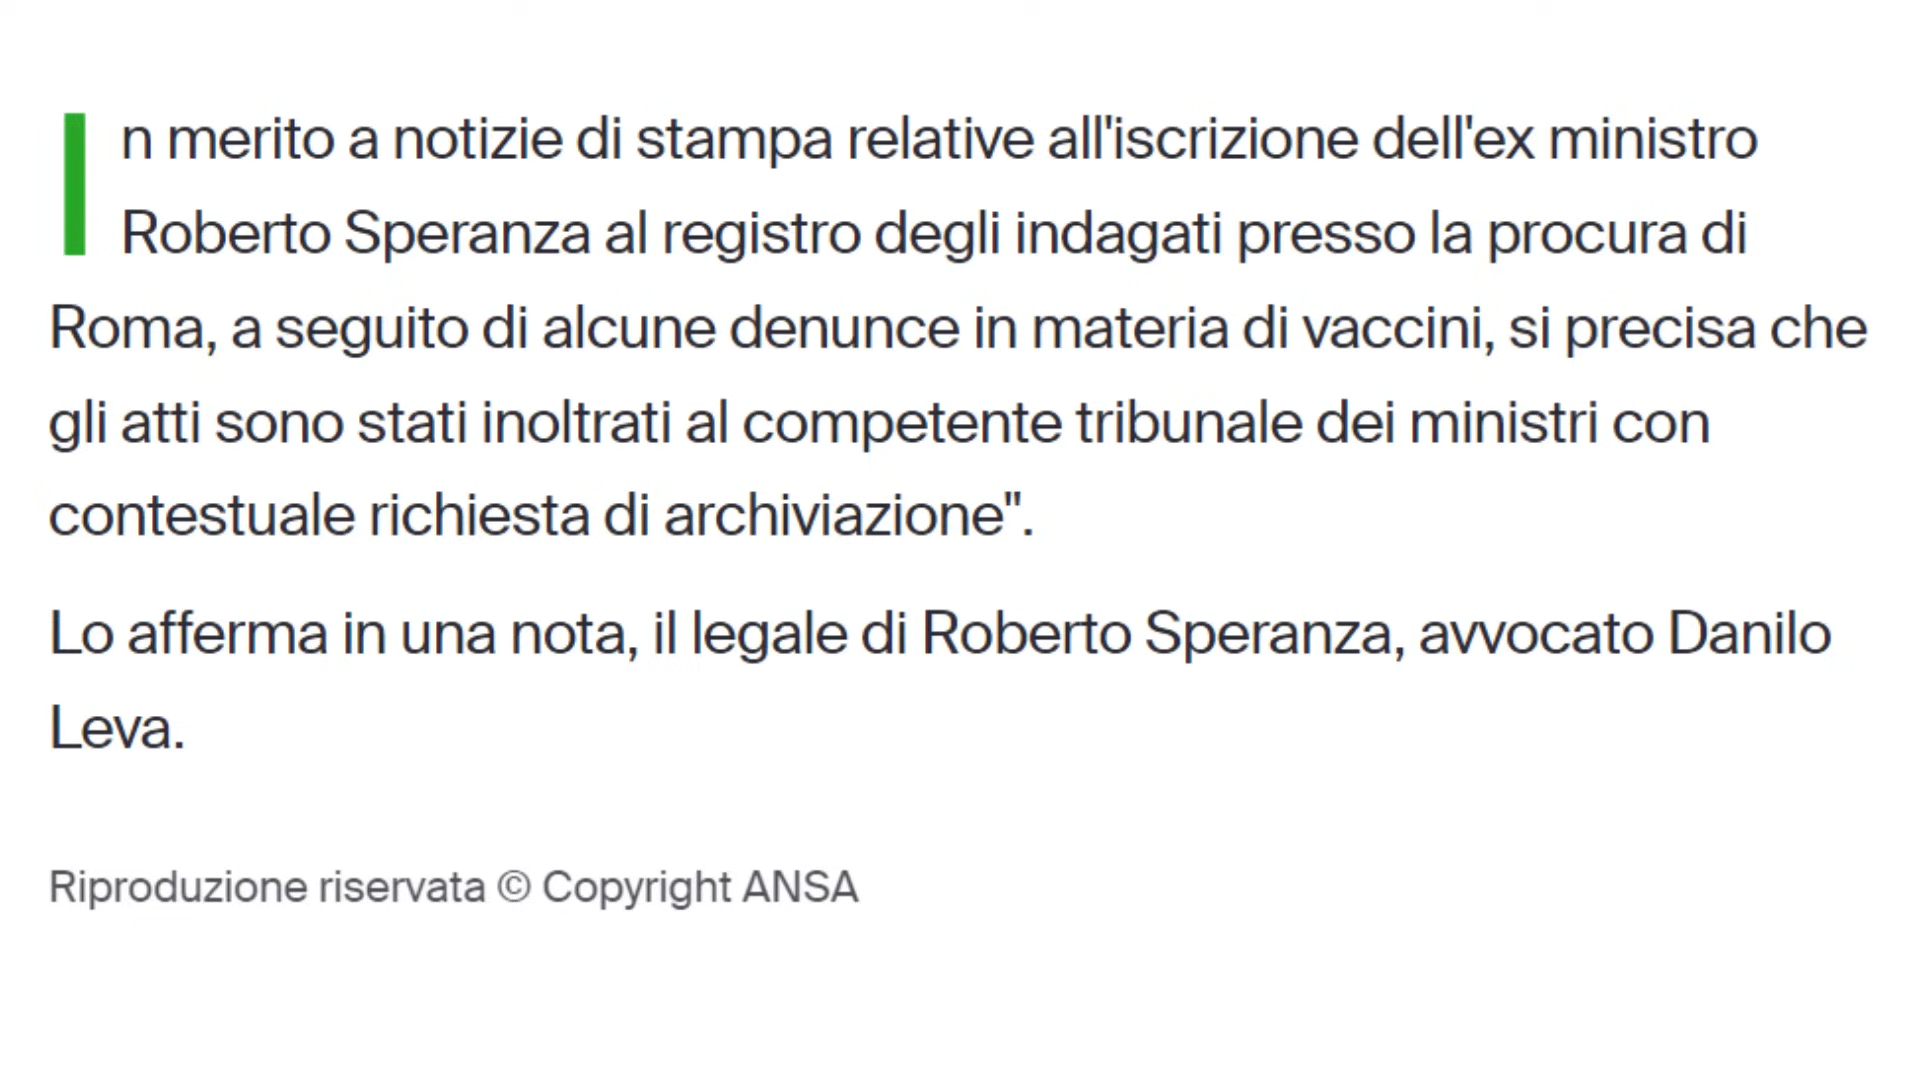 In merito a notizie di stampa relative all'iscrizione dell'ex ministro
Roberto Speranza al registro degli indagati presso la procura di
Roma, a seguito di alcune denunce in materia di vaccini, si precisa che
gli atti sono stati inoltrati al competente tribunale dei ministri con
contestuale richiesta di archiviazione".
Lo afferma in una nota, il legale di Roberto Speranza, avvocato Danilo
Leva.
Riproduzione riservata © Copyright ANSA